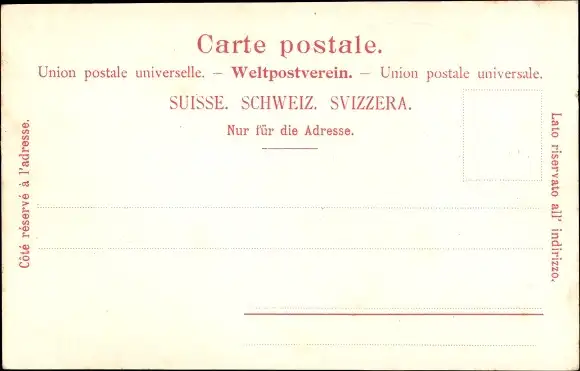 Carte postale.
Union postale universelle. – Weltpostverein. – Union postale universale.
SUISSE. SCHWEIZ. SVIZZERA.
Nur für die Adresse.
Côté réservé à l'adresse.
Lato riservato all' indirizzo.